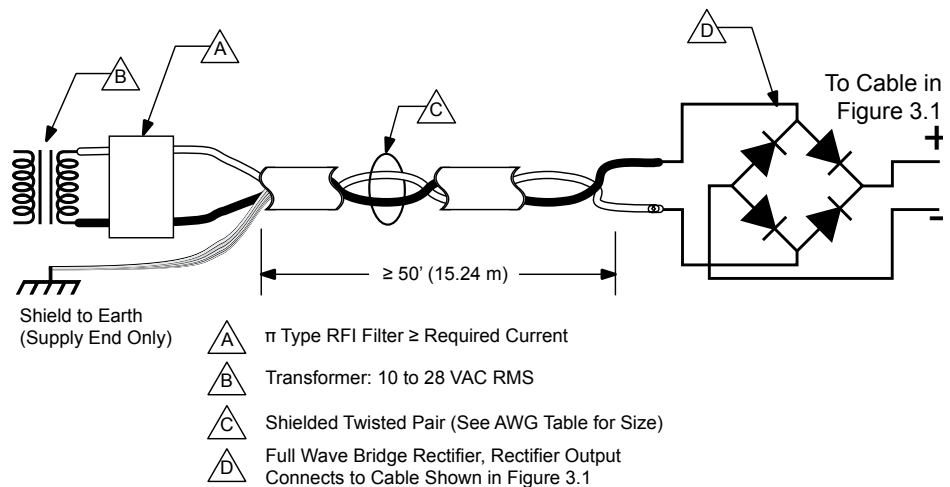 A
B
C
D
To Cable in
Figure 3.1
+
-
≥ 50' (15.24 m)
Shield to Earth
(Supply End Only)
A π Type RFI Filter ≥ Required Current
B Transformer: 10 to 28 VAC RMS
C Shielded Twisted Pair (See AWG Table for Size)
D Full Wave Bridge Rectifier, Rectifier Output
Connects to Cable Shown in Figure 3.1